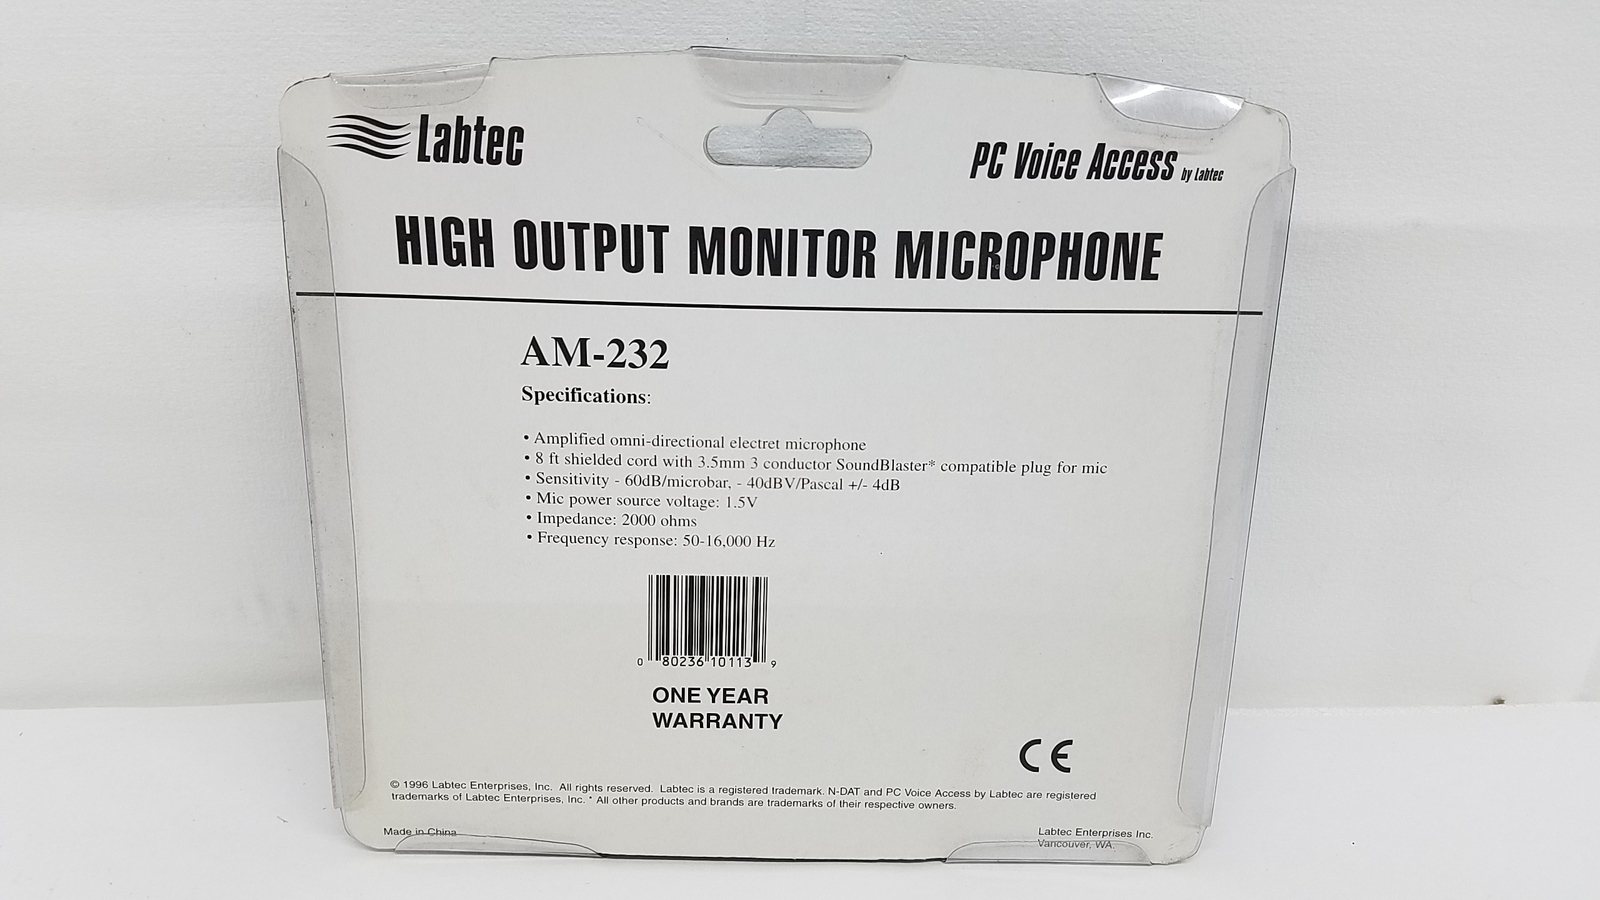 Labtec
PC Voice Access by Labtec
HIGH OUTPUT MONITOR MICROPHONE
AM-232
Specifications:
• Amplified omni-directional electret microphone
• 8 ft shielded cord with 3.5mm 3 conductor SoundBlaster* compatible plug for mic
• Sensitivity - 60dB/microbar, - 40dBV/Pascal +/- 4dB
• Mic power source voltage: 1.5V
• Impedance: 2000 ohms
• Frequency response: 50-16,000 Hz
0 80236 10113 9
ONE YEAR
WARRANTY
CE
© 1996 Labtec Enterprises, Inc. All rights reserved. Labtec is a registered trademark. N-DAT and PC Voice Access by Labtec are registered
trademarks of Labtec Enterprises, Inc. * All other products and brands are trademarks of their respective owners.
Made in China
Labtec Enterprises Inc.
Vancouver, WA.